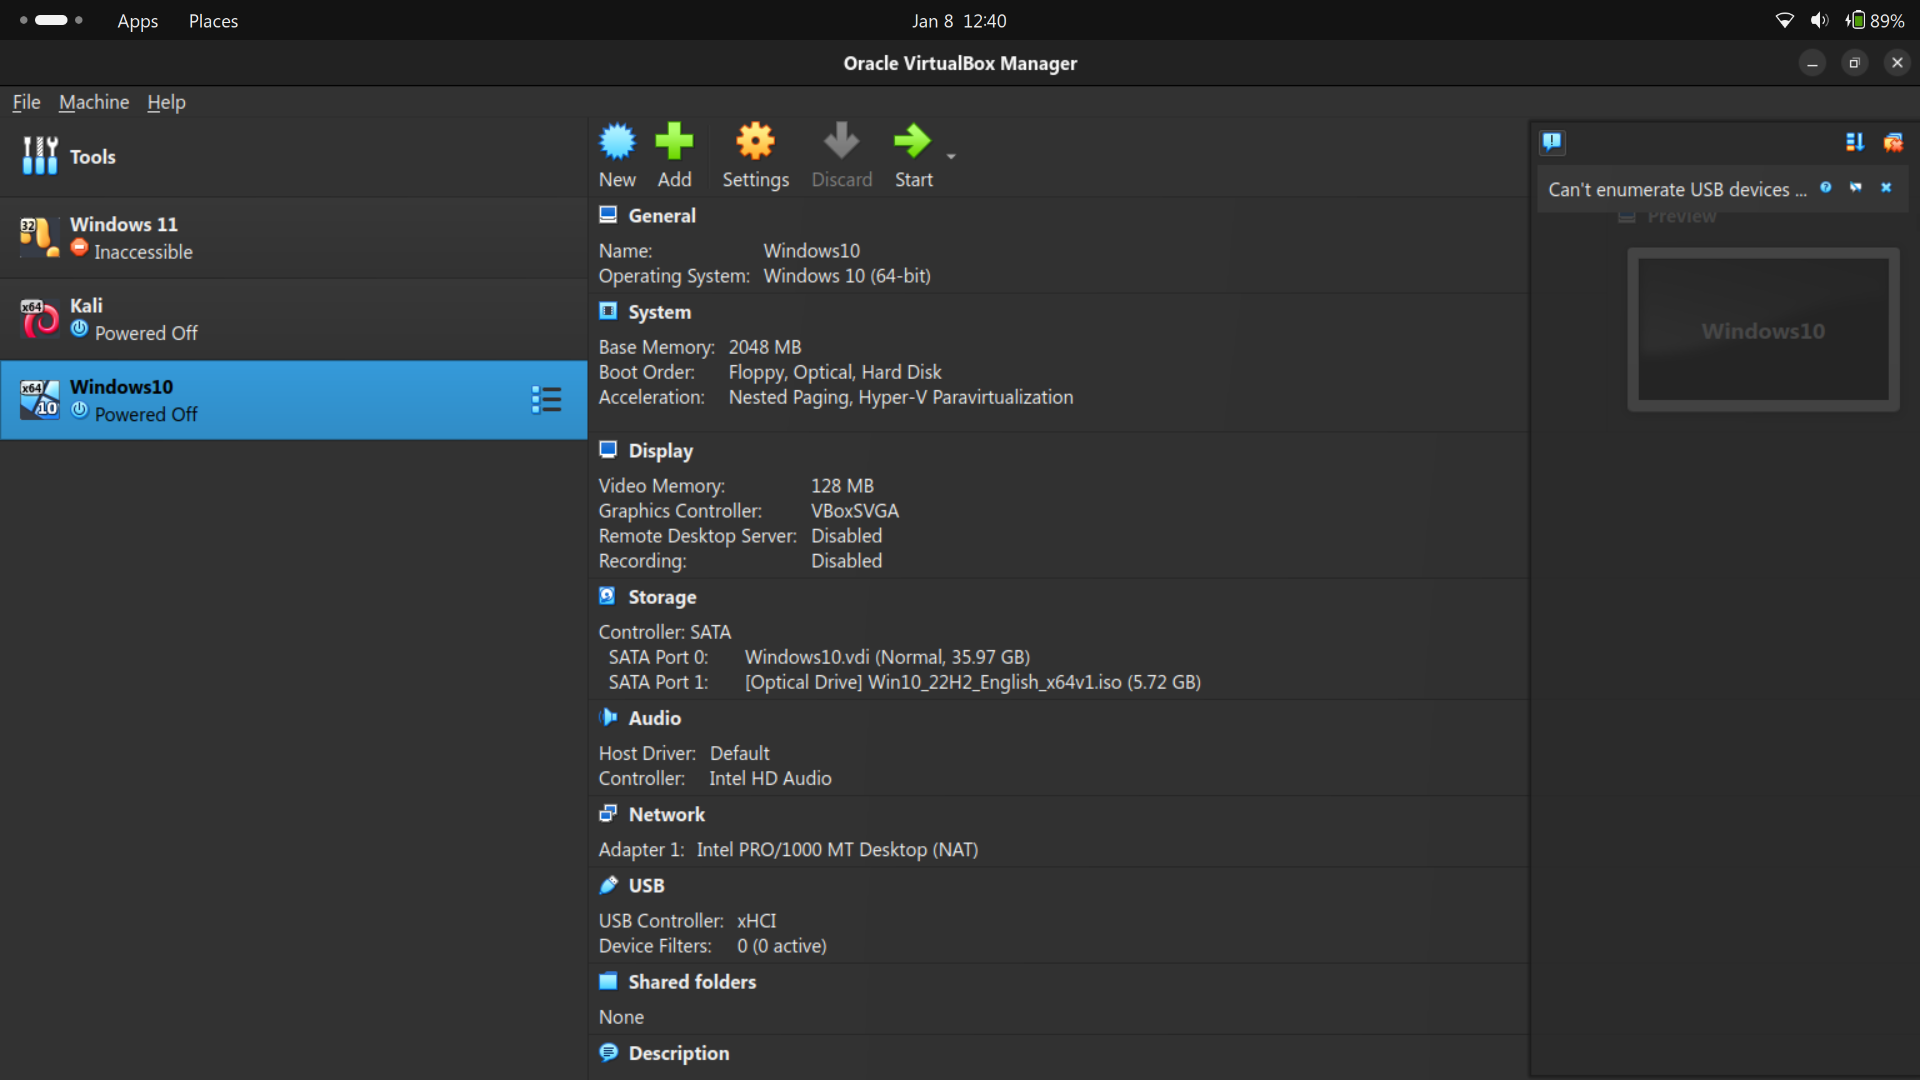 Apps Places Jan 8 12:40 89%
Oracle VirtualBox Manager
File Machine Help
Tools
Windows 11
Inaccessible
Kali
Powered Off
Windows10
Powered Off
32
x64
x64
10
New Add Settings Discard Start
General
Name: Windows10
Operating System: Windows 10 (64-bit)
System
Base Memory: 2048 MB
Boot Order: Floppy, Optical, Hard Disk
Acceleration: Nested Paging, Hyper-V Paravirtualization
Display
Video Memory: 128 MB
Graphics Controller: VBoxSVGA
Remote Desktop Server: Disabled
Recording: Disabled
Storage
Controller: SATA
SATA Port 0: Windows10.vdi (Normal, 35.97 GB)
SATA Port 1: [Optical Drive] Win10_22H2_English_x64v1.iso (5.72 GB)
Audio
Host Driver: Default
Controller: Intel HD Audio
Network
Adapter 1: Intel PRO/1000 MT Desktop (NAT)
USB
USB Controller: xHCI
Device Filters: 0 (0 active)
Shared folders
None
Description
Can't enumerate USB devices ...
Preview
Windows10